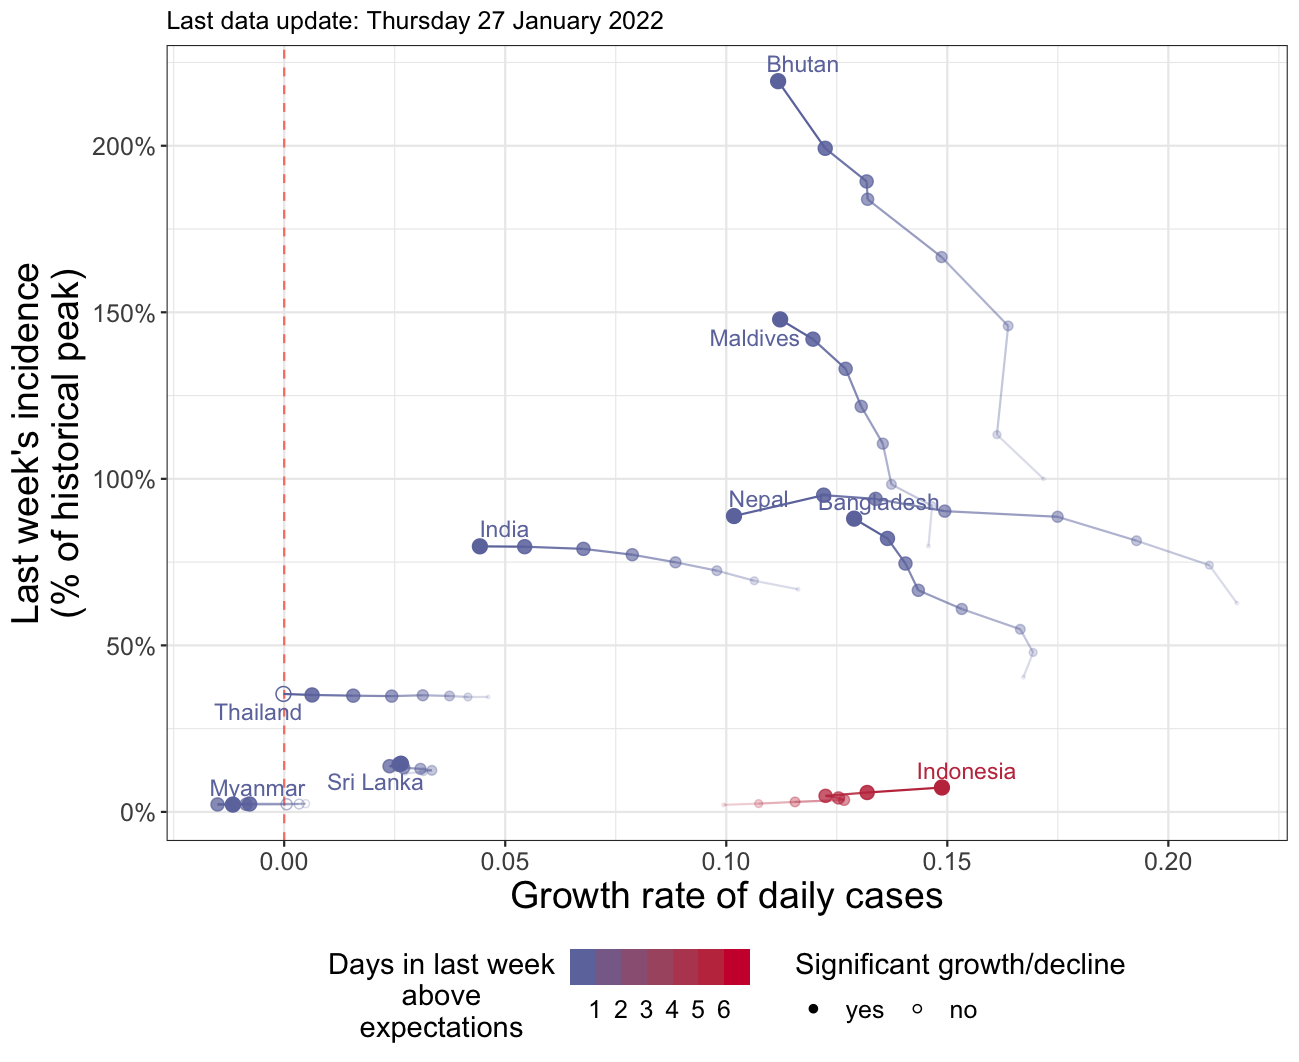 Last data update: Thursday 27 January 2022
Last week's incidence
(% of historical peak)
200%
150%
100%
50%
0%
Bhutan
Maldives
Nepal
Bangladesh
India
Thailand
Sri Lanka
Myanmar
Indonesia
0.00
0.05
0.10
0.15
0.20
Growth rate of daily cases
Days in last week
above
expectations
1 2 3 4 5 6
Significant growth/decline
yes
no